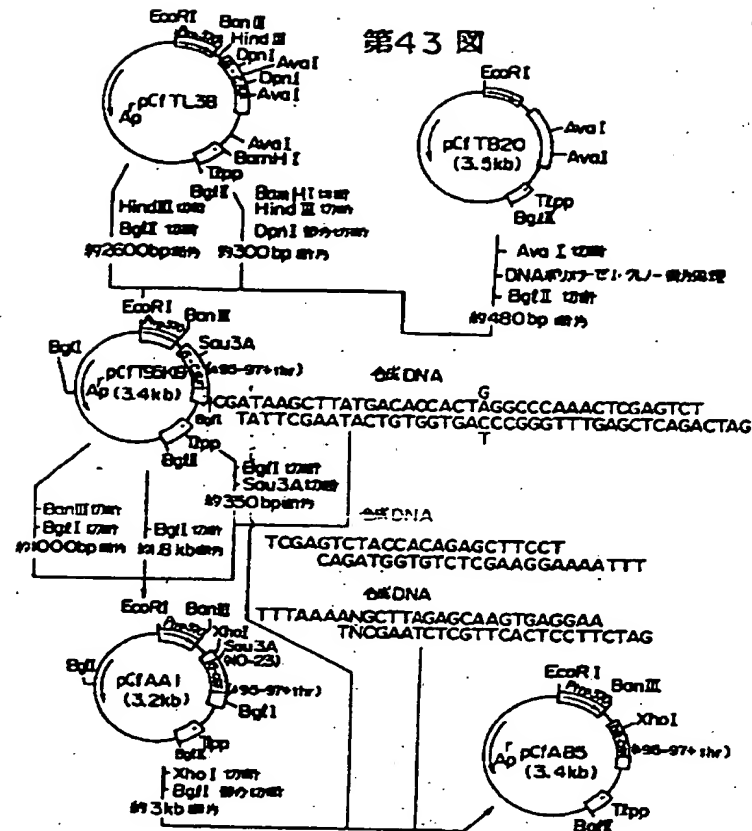 第43図
EcoRI
BanIII
HindIII
DpnI
AvaI
DpnI
AvaI
pCfTL3B
Ap r
AvaI
BamHI
Tlpp
BglII
EcoRI
AvaI
AvaI
pCfTB20
(3.5kb)
Tlpp
BglII
HindIII 切断
BglII 切断
約2600bp断片
BamHI 切断
HindIII 切断
DpnI 部分切断
約300bp断片
AvaI 切断
DNAポリメラーゼI・クレノー断片処理
BglII 切断
約480bp断片
EcoRI
BanIII
Sau3A
(Δ95-97+thr)
BglI
Ap r
(3.4kb)
BglI
Tlpp
BglII
合成DNA
CGATAAGCTTATGACACCACTAGGCCCAAACTCGAGTCT
G
TATTCGAATACTGTGGTGACCCGGGTTTGAGCTCAGACTAG
T
BanIII 切断
BglI 切断
約1000bp断片
BglI 切断
約1.8kb断片
BglI 切断
Sau3A 切断
約350bp断片
合成DNA
TCGAGTCTACCACAGAGCTTCCT
CAGATGGTGTCTCGAAGGAAAATTT
合成DNA
TTTAAAANGCTTAGAGCAAGTGAGGAA
TNCGAATCTCGTTCACTCCTTCTAG
EcoRI
BanIII
XhoI
Sau3A
(Δ95-97+thr)
BglI
BglI
pCfAA1
(3.2kb)
Tlpp
BglII
XhoI 切断
BglI 部分切断
約3kb断片
EcoRI
BanIII
XhoI
(Δ95-97+thr)
Ap r
pCfAB5
(3.4kb)
Tlpp
BglII